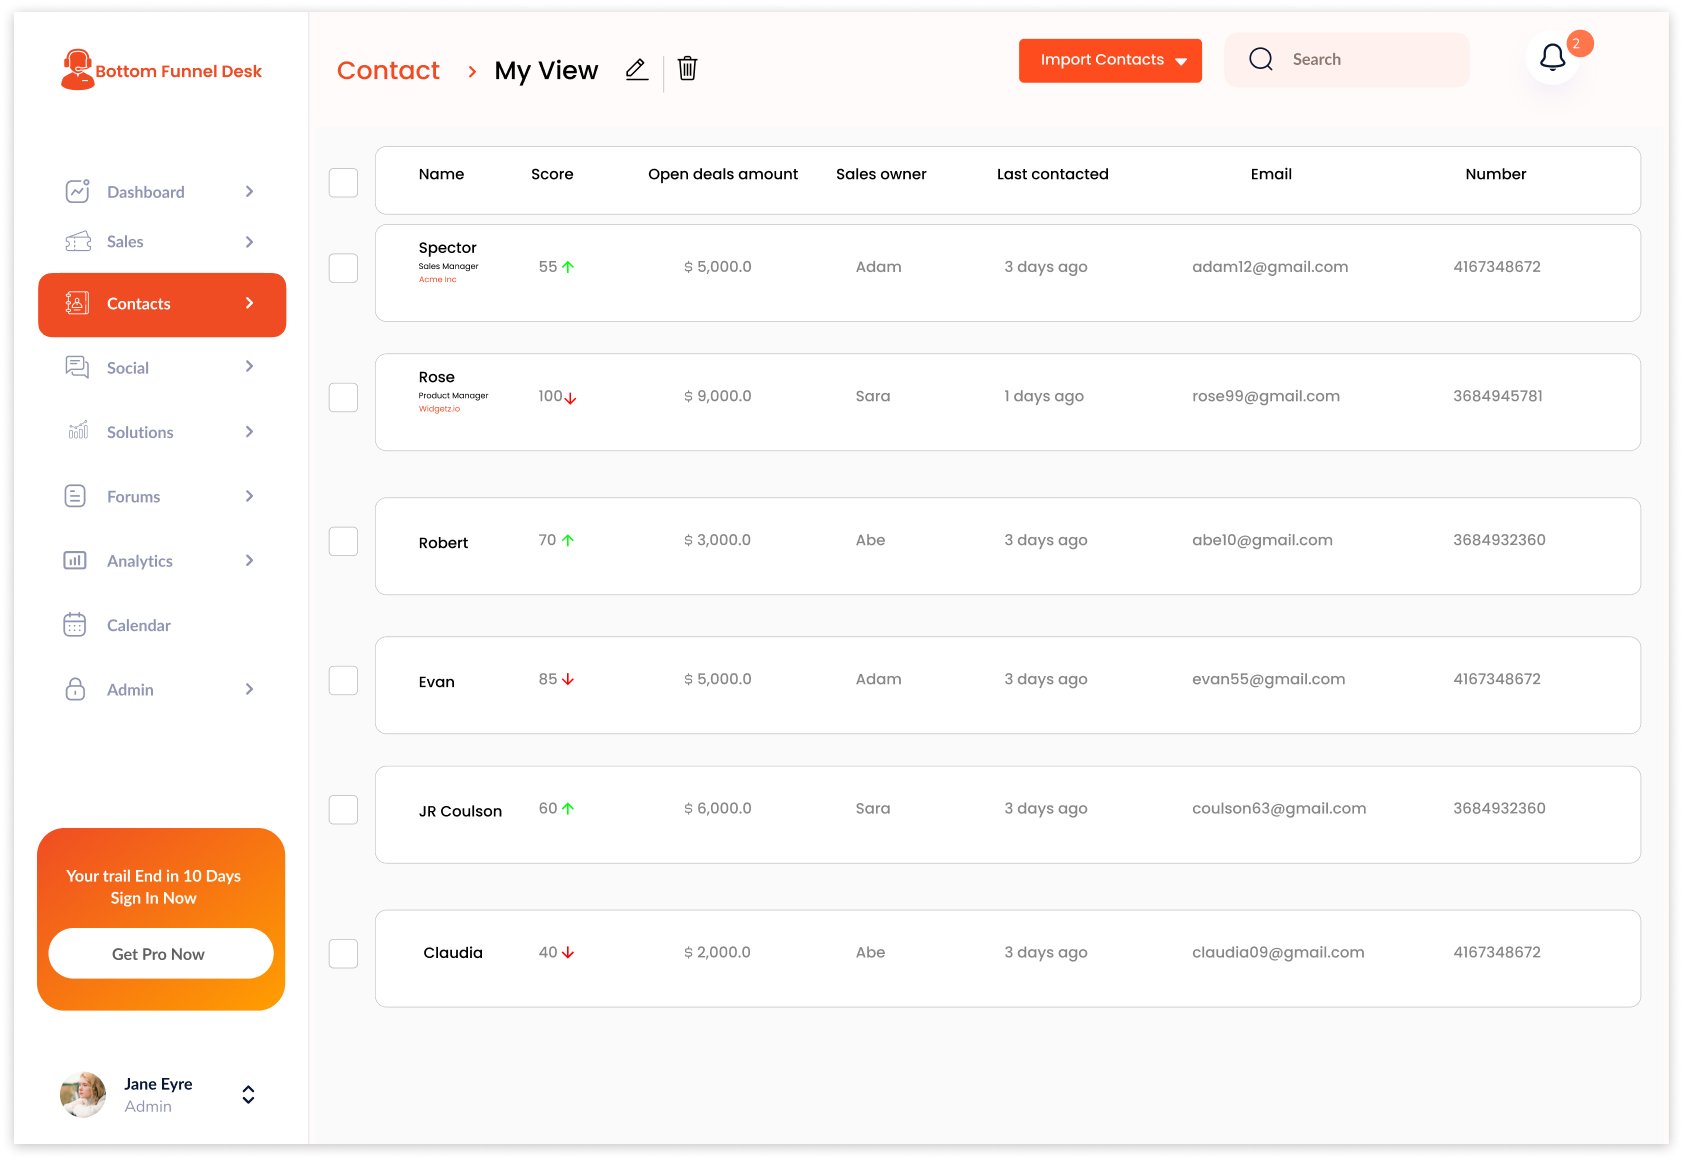 Bottom Funnel Desk
Contact > My View
Import Contacts
Search
2
Dashboard
Sales
Contacts
Social
Solutions
Forums
Analytics
Calendar
Admin
Your trail End in 10 Days
Sign In Now
Get Pro Now
Jane Eyre
Admin
Name Score Open deals amount Sales owner Last contacted Email Number
Spector
Sales Manager
Acme Inc
55 $ 5,000.0 Adam 3 days ago adam12@gmail.com 4167348672
Rose
Product Manager
Widgetz.io
100 $ 9,000.0 Sara 1 days ago rose99@gmail.com 3684945781
Robert 70 $ 3,000.0 Abe 3 days ago abe10@gmail.com 3684932360
Evan 85 $ 5,000.0 Adam 3 days ago evan55@gmail.com 4167348672
JR Coulson 60 $ 6,000.0 Sara 3 days ago coulson63@gmail.com 3684932360
Claudia 40 $ 2,000.0 Abe 3 days ago claudia09@gmail.com 4167348672